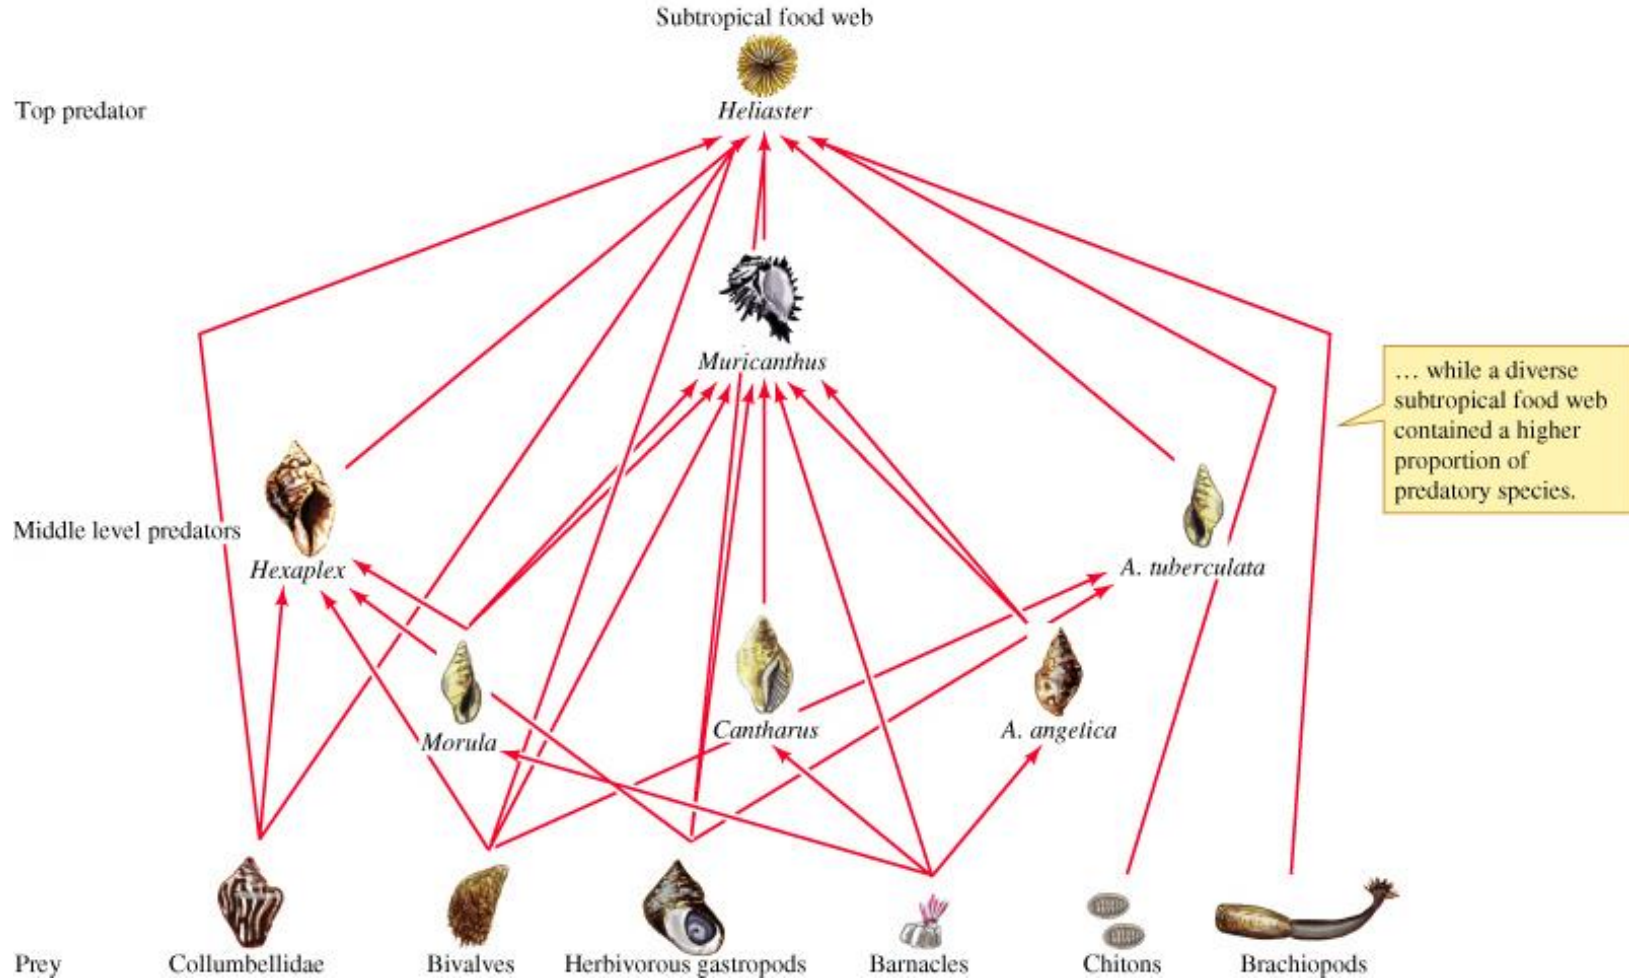 Subtropical food web
Top predator
Heliaster
Muricanthus
… while a diverse
subtropical food web
contained a higher
proportion of
predatory species.
Middle level predators
Hexaplex
A. tuberculata
Morula
Cantharus
A. angelica
Prey
Collumbellidae
Bivalves
Herbivorous gastropods
Barnacles
Chitons
Brachiopods